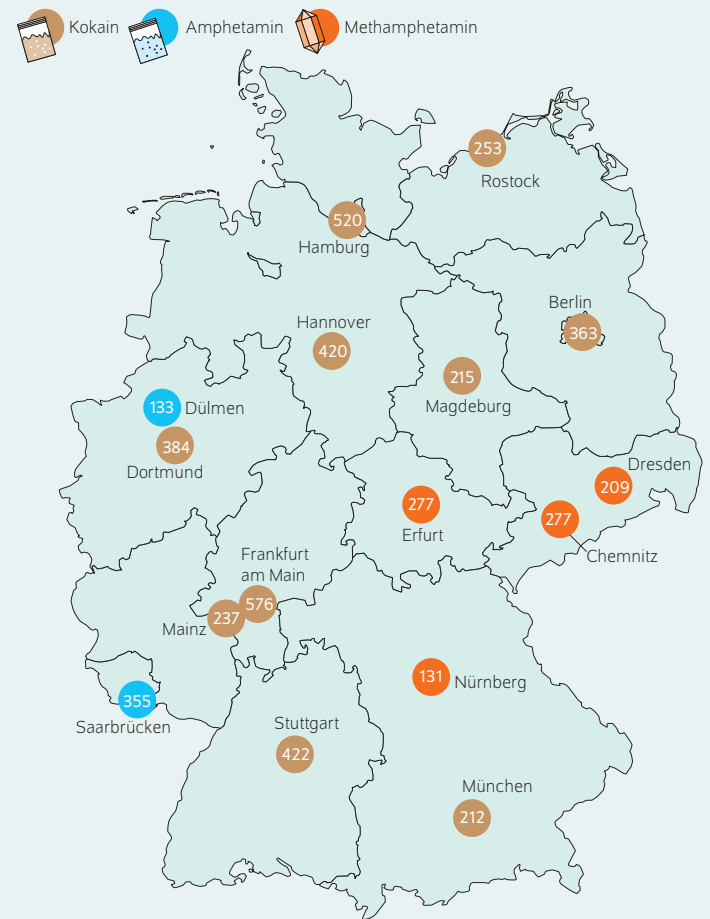 Kokain
Amphetamin
Methamphetamin
253
Rostock
520
Hamburg
Berlin
363
Hannover
420
215
Magdeburg
133 Dülmen
384
Dortmund
Dresden
209
277
Erfurt
277
Chemnitz
Frankfurt
am Main
576
237
Mainz
131 Nürnberg
355
Saarbrücken
Stuttgart
422
München
212